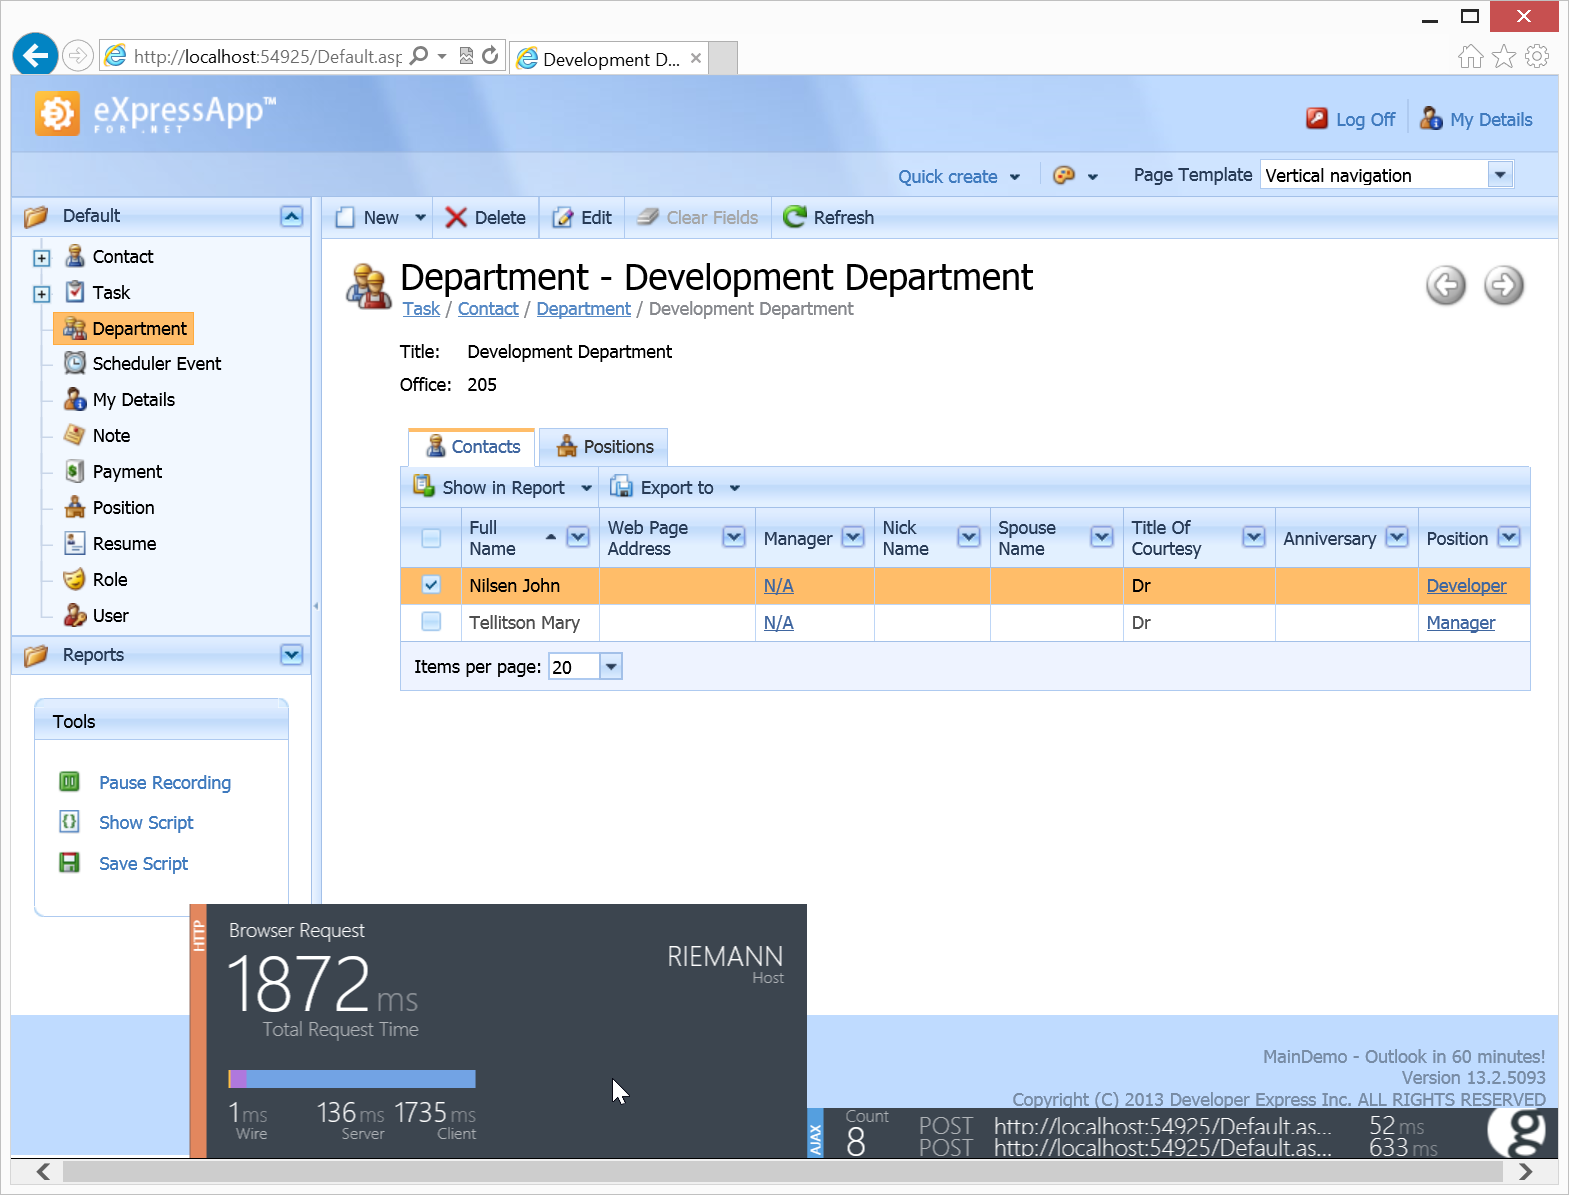 http://localhost:54925/Default.asp
Development D...
eXpressApp™
FOR .NET
Log Off
My Details
Quick create
Page Template
Vertical navigation
Default
New
Delete
Edit
Clear Fields
Refresh
Contact
Task
Department
Scheduler Event
My Details
Note
Payment
Position
Resume
Role
User
Reports
Tools
Pause Recording
Show Script
Save Script
Department - Development Department
Task / Contact / Department / Development Department
Title: Development Department
Office: 205
Contacts Positions
Show in Report Export to
Full Name Web Page Address Manager Nick Name Spouse Name Title Of Courtesy Anniversary Position
Nilsen John N/A Dr Developer
Tellitson Mary N/A Dr Manager
Items per page: 20
HTTP
Browser Request
1872 ms
Total Request Time
RIEMANN
Host
1 ms 136 ms 1735 ms
Wire Server Client
MainDemo - Outlook in 60 minutes!
Version 13.2.5093
Copyright (C) 2013 Developer Express Inc. ALL RIGHTS RESERVED
AJAX
Count
8
POST http://localhost:54925/Default.as... 52 ms
POST http://localhost:54925/Default.as... 633 ms
g